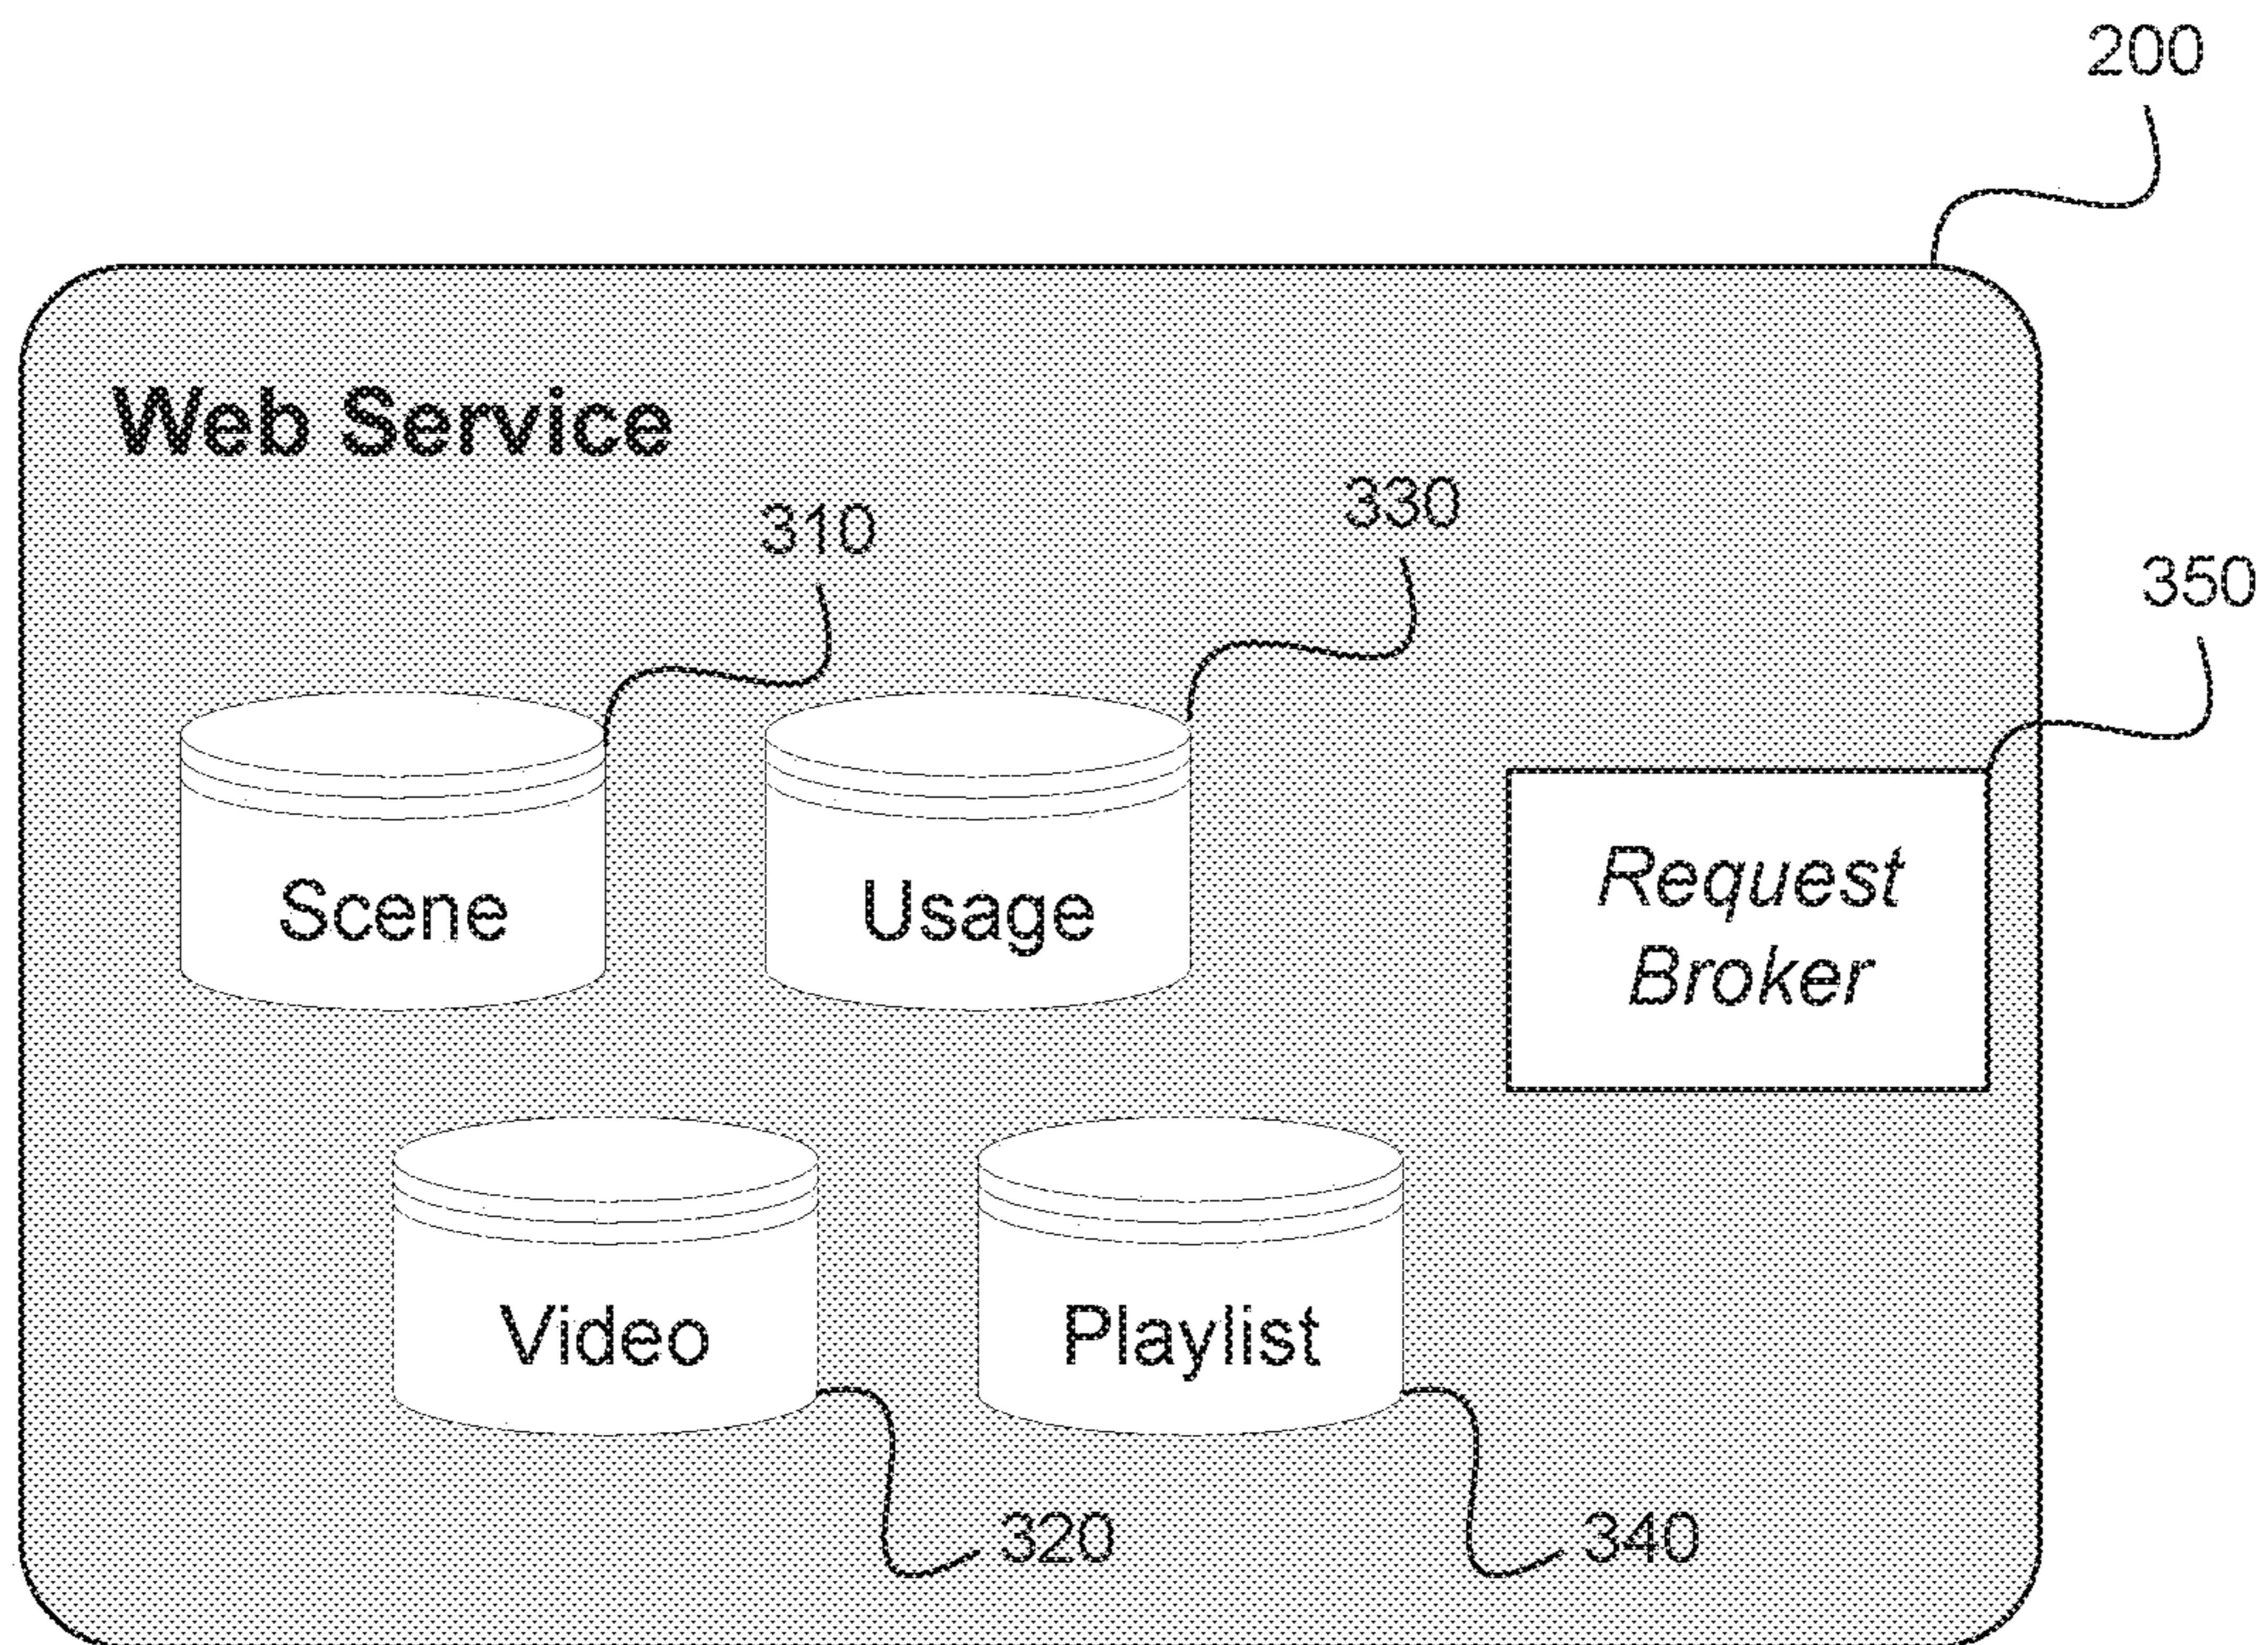 200
Web Service
310
330
350
Scene
Usage
Request
Broker
Video
Playlist
320
340